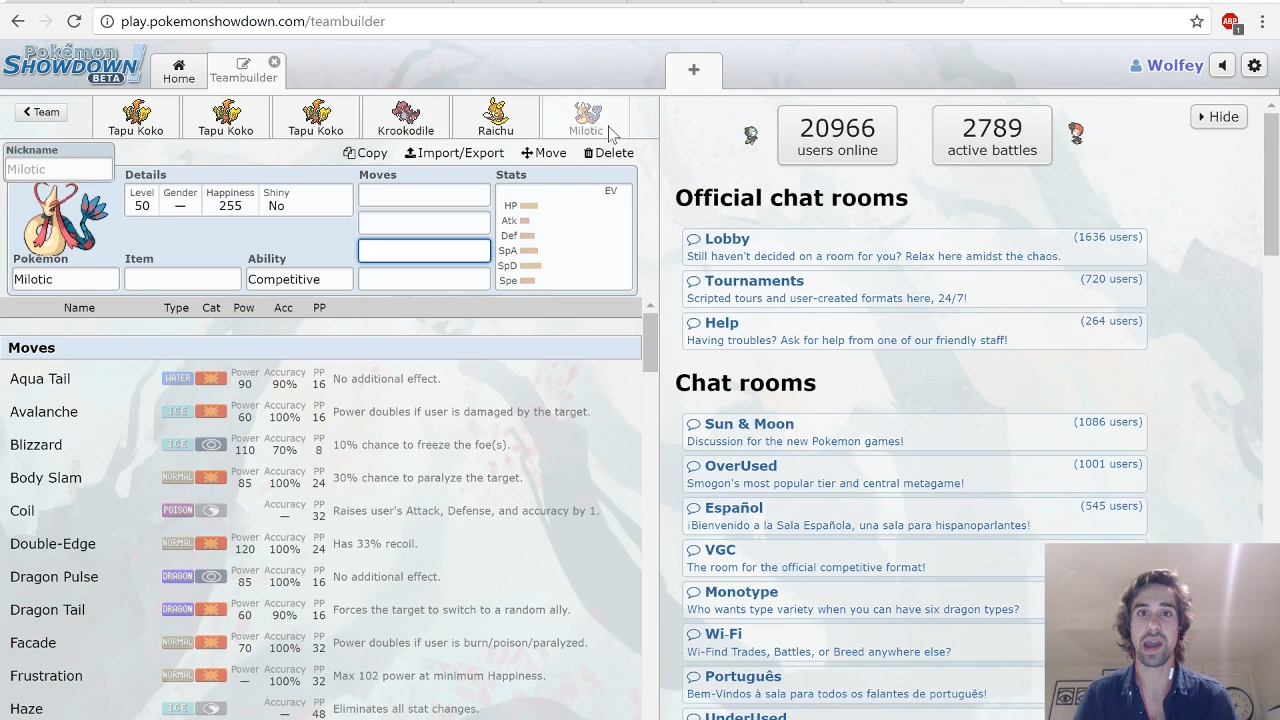 play.pokemonshowdown.com/teambuilder
ABP
1
Pokémon
SHOWDOWN!
BETA
Home
Teambuilder
+
Wolfey
Team
Tapu Koko
Tapu Koko
Tapu Koko
Krookodile
Raichu
Milotic
Copy Import/Export Move Delete
Nickname
Milotic
Details
Level Gender Happiness Shiny
50 — 255 No
Pokémon
Milotic
Item
Ability
Competitive
Moves
Stats
EV
HP
Atk
Def
SpA
SpD
Spe
Name Type Cat Pow Acc PP
Moves
Aqua Tail WATER Power 90 Accuracy 90% PP 16 No additional effect.
Avalanche ICE Power 60 Accuracy 100% PP 16 Power doubles if user is damaged by the target.
Blizzard ICE Power 110 Accuracy 70% PP 8 10% chance to freeze the foe(s).
Body Slam NORMAL Power 85 Accuracy 100% PP 24 30% chance to paralyze the target.
Coil POISON Accuracy — PP 32 Raises user's Attack, Defense, and accuracy by 1.
Double-Edge NORMAL Power 120 Accuracy 100% PP 24 Has 33% recoil.
Dragon Pulse DRAGON Power 85 Accuracy 100% PP 16 No additional effect.
Dragon Tail DRAGON Power 60 Accuracy 90% PP 16 Forces the target to switch to a random ally.
Facade NORMAL Power 70 Accuracy 100% PP 32 Power doubles if user is burn/poison/paralyzed.
Frustration NORMAL Power — Accuracy 100% PP 32 Max 102 power at minimum Happiness.
Haze ICE Accuracy — PP 48 Eliminates all stat changes.
20966
users online
2789
active battles
Hide
Official chat rooms
Lobby (1636 users)
Still haven't decided on a room for you? Relax here amidst the chaos.
Tournaments (720 users)
Scripted tours and user-created formats here, 24/7!
Help (264 users)
Having troubles? Ask for help from one of our friendly staff!
Chat rooms
Sun & Moon (1086 users)
Discussion for the new Pokemon games!
OverUsed (1001 users)
Smogon's most popular tier and central metagame!
Español (545 users)
¡Bienvenido a la Sala Española, una sala para hispanoparlantes!
VGC
The room for the official competitive format!
Monotype
Who wants type variety when you can have six dragon types?
Wi-Fi
Wi-Find Trades, Battles, or Breed anywhere else?
Português
Bem-Vindos à sala para todos os falantes de português!
UnderUsed